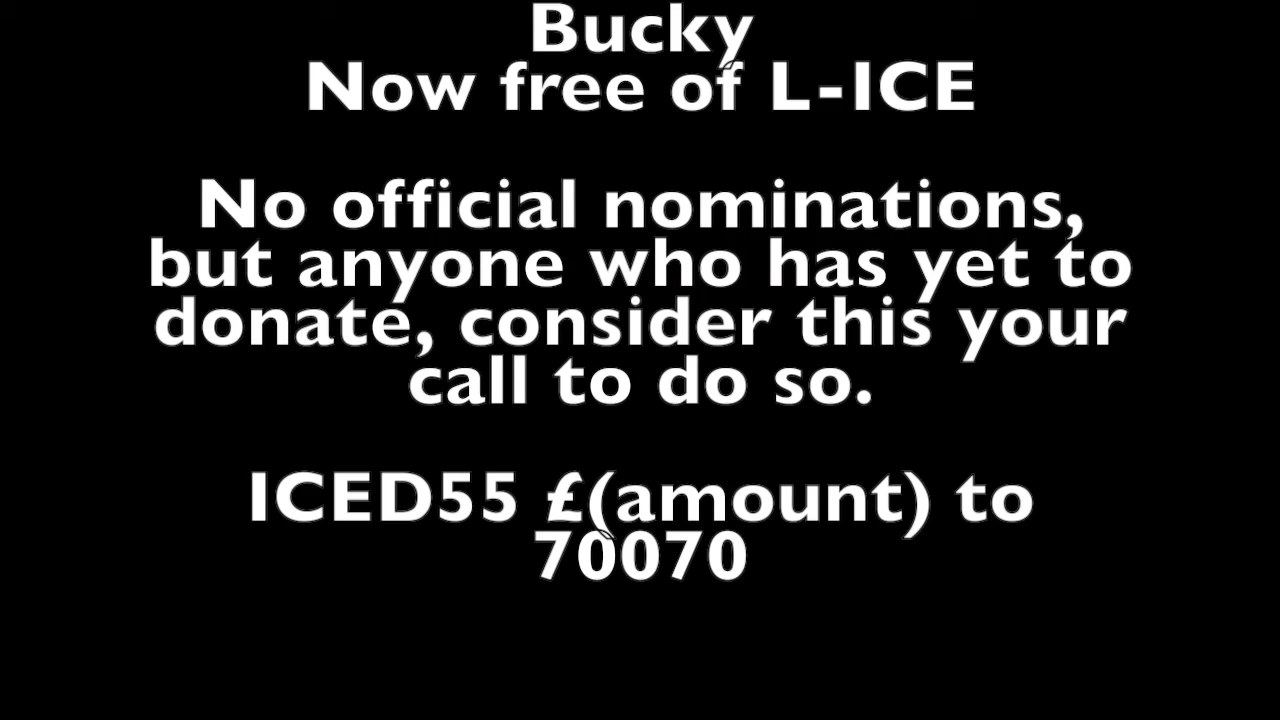 Bucky
Now free of L-ICE
No official nominations,
but anyone who has yet to
donate, consider this your
call to do so.
ICED55 £(amount) to
70070